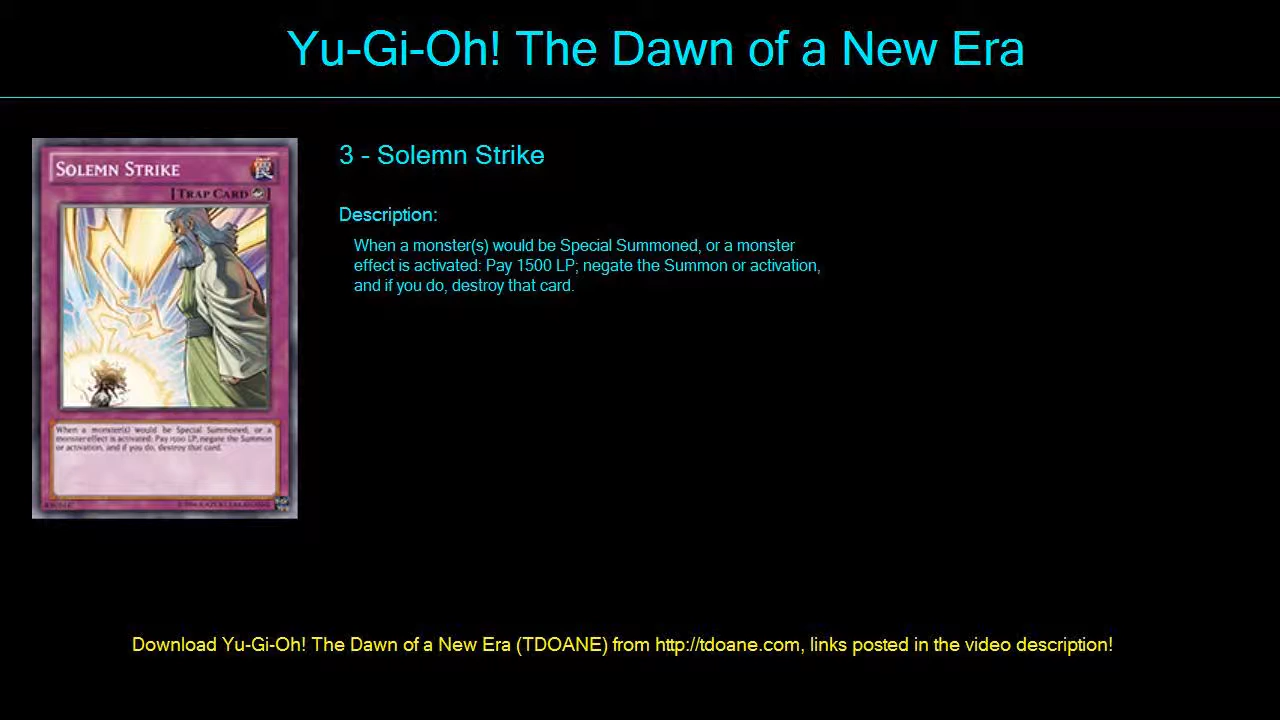 Yu-Gi-Oh! The Dawn of a New Era
3 - Solemn Strike
Description:
When a monster(s) would be Special Summoned, or a monster
effect is activated: Pay 1500 LP; negate the Summon or activation,
and if you do, destroy that card.
SOLEMN STRIKE
罠
[TRAP CARD]
When a monster(s) would be Special Summoned, or a
monster effect is activated: Pay 1500 LP; negate the Summon
or activation, and if you do, destroy that card.
Download Yu-Gi-Oh! The Dawn of a New Era (TDOANE) from http://tdoane.com, links posted in the video description!